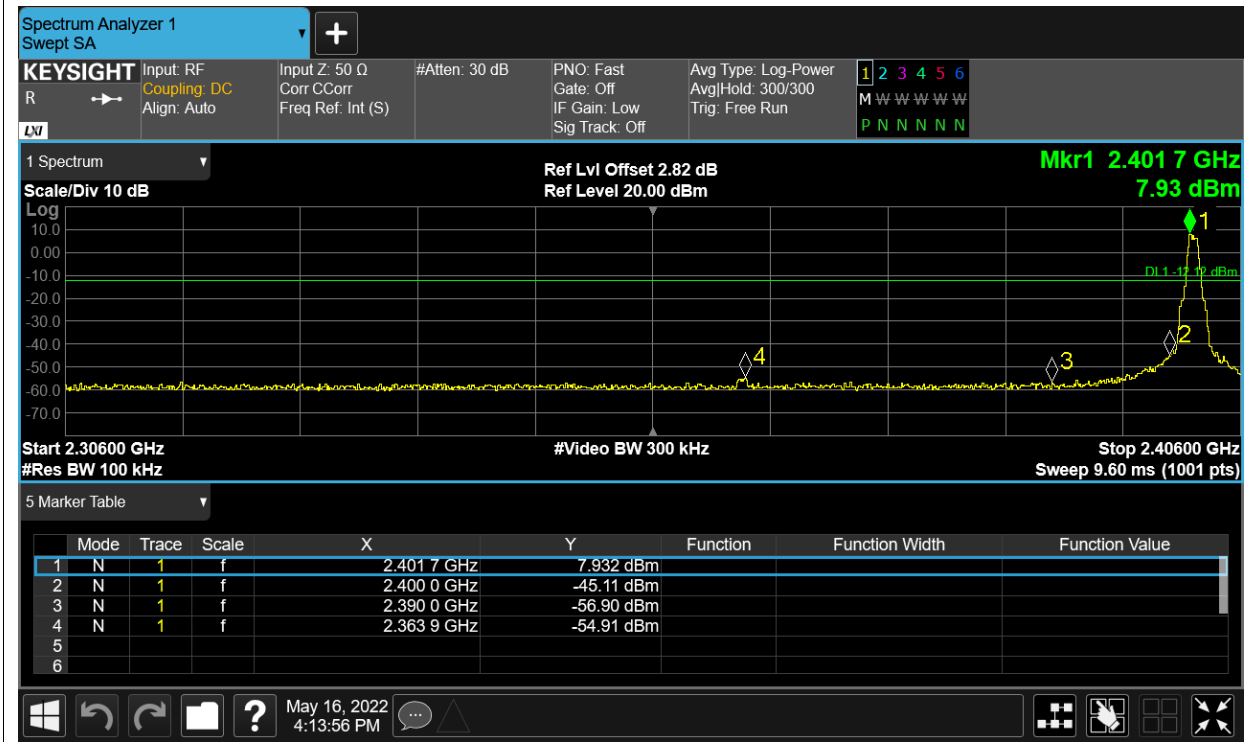 Spectrum Analyzer 1
Swept SA
KEYSIGHT
R
LXI
Input: RF
Coupling: DC
Align: Auto
Input Z: 50 Ω
Corr CCorr
Freq Ref: Int (S)
#Atten: 30 dB
PNO: Fast
Gate: Off
IF Gain: Low
Sig Track: Off
Avg Type: Log-Power
Avg|Hold: 300/300
Trig: Free Run
1 2 3 4 5 6
M W W W W W
P N N N N N
1 Spectrum
Scale/Div 10 dB
Ref Lvl Offset 2.82 dB
Ref Level 20.00 dBm
Mkr1 2.401 7 GHz
7.93 dBm
Log
10.0
0.00
-10.0
-20.0
-30.0
-40.0
-50.0
-60.0
-70.0
1
DL1 -12.12 dBm
2
3
4
Start 2.30600 GHz
#Video BW 300 kHz
Stop 2.40600 GHz
#Res BW 100 kHz
Sweep 9.60 ms (1001 pts)
5 Marker Table
Mode Trace Scale X Y Function Function Width Function Value
1 N 1 f 2.401 7 GHz 7.932 dBm
2 N 1 f 2.400 0 GHz -45.11 dBm
3 N 1 f 2.390 0 GHz -56.90 dBm
4 N 1 f 2.363 9 GHz -54.91 dBm
5
6
?
May 16, 2022
4:13:56 PM